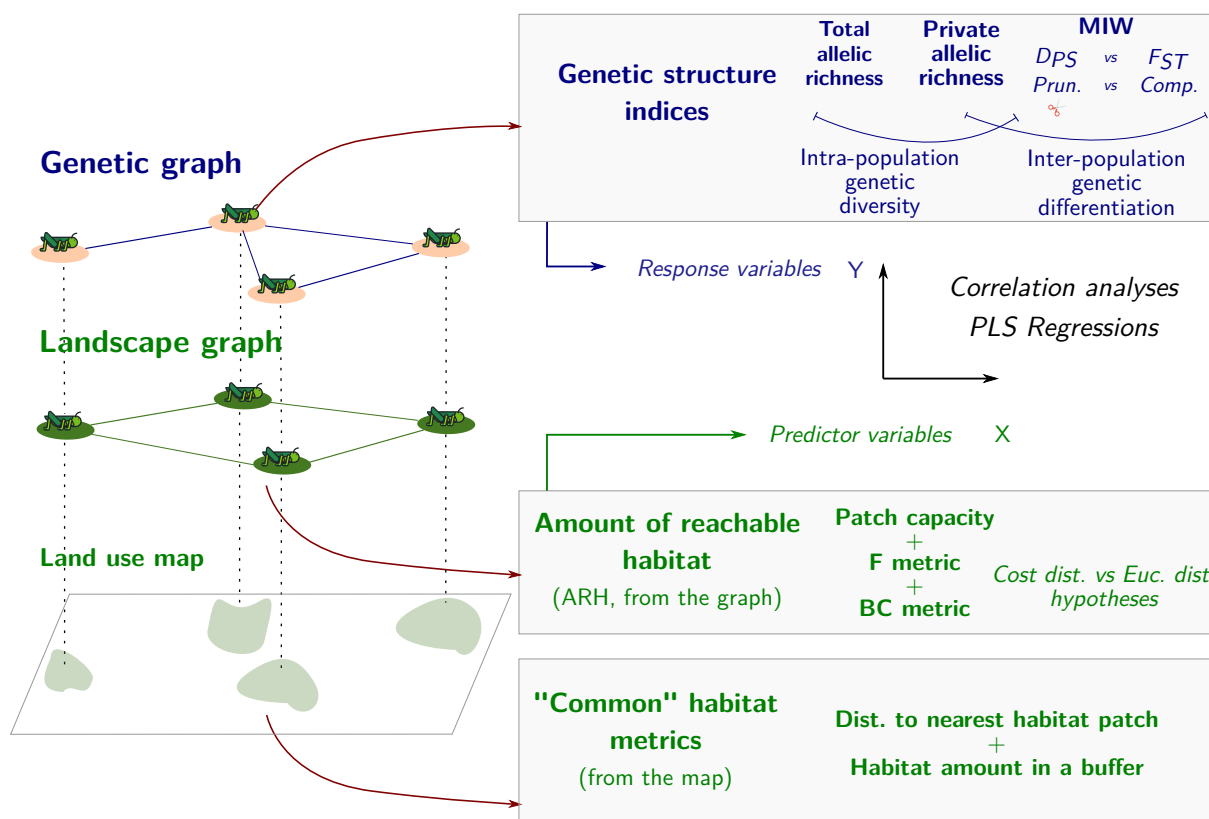 Genetic graph
Landscape graph
Land use map
Genetic structure
indices
Total
allelic
richness
Private
allelic
richness
MIW
DPS vs FST
Prun. vs Comp.
Intra-population
genetic
diversity
Inter-population
genetic
differentiation
Response variables Y
Correlation analyses
PLS Regressions
Predictor variables X
Amount of reachable
habitat
(ARH, from the graph)
Patch capacity
+
F metric
+
BC metric
Cost dist. vs Euc. dist
hypotheses
"Common" habitat
metrics
(from the map)
Dist. to nearest habitat patch
+
Habitat amount in a buffer